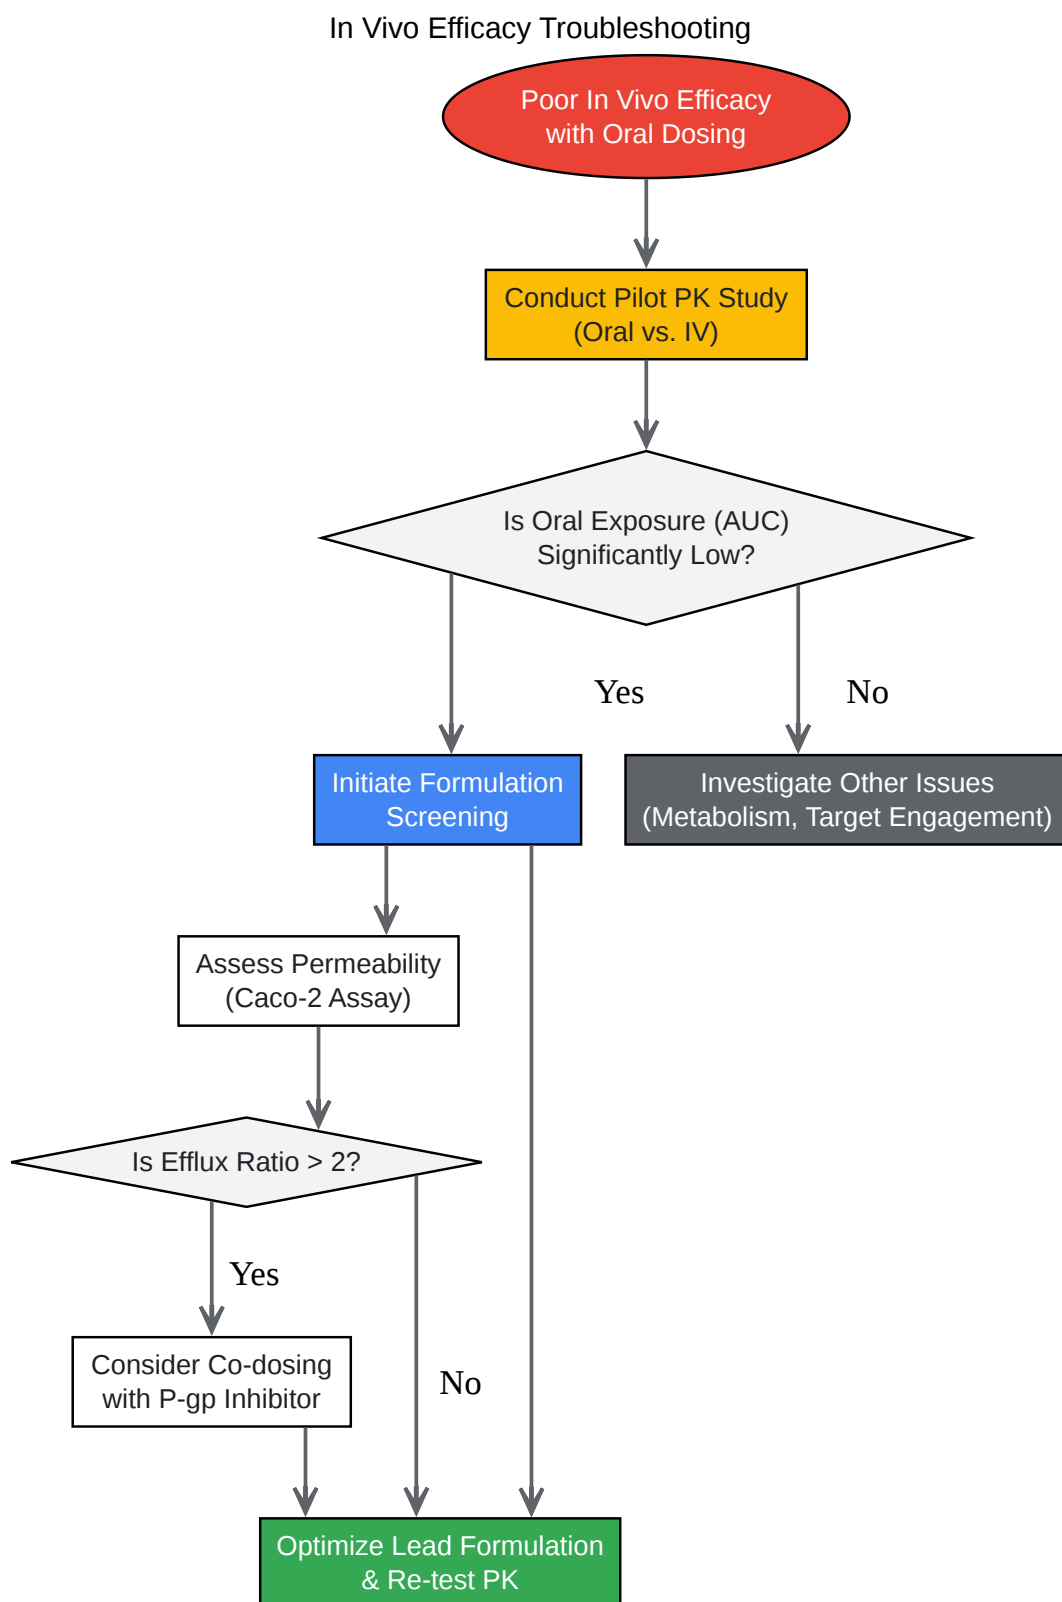 In Vivo Efficacy Troubleshooting
Poor In Vivo Efficacy
with Oral Dosing
Conduct Pilot PK Study
(Oral vs. IV)
Is Oral Exposure (AUC)
Significantly Low?
Yes
No
Initiate Formulation
Screening
Investigate Other Issues
(Metabolism, Target Engagement)
Assess Permeability
(Caco-2 Assay)
Is Efflux Ratio > 2?
Yes
Consider Co-dosing
with P-gp Inhibitor
No
Optimize Lead Formulation
& Re-test PK